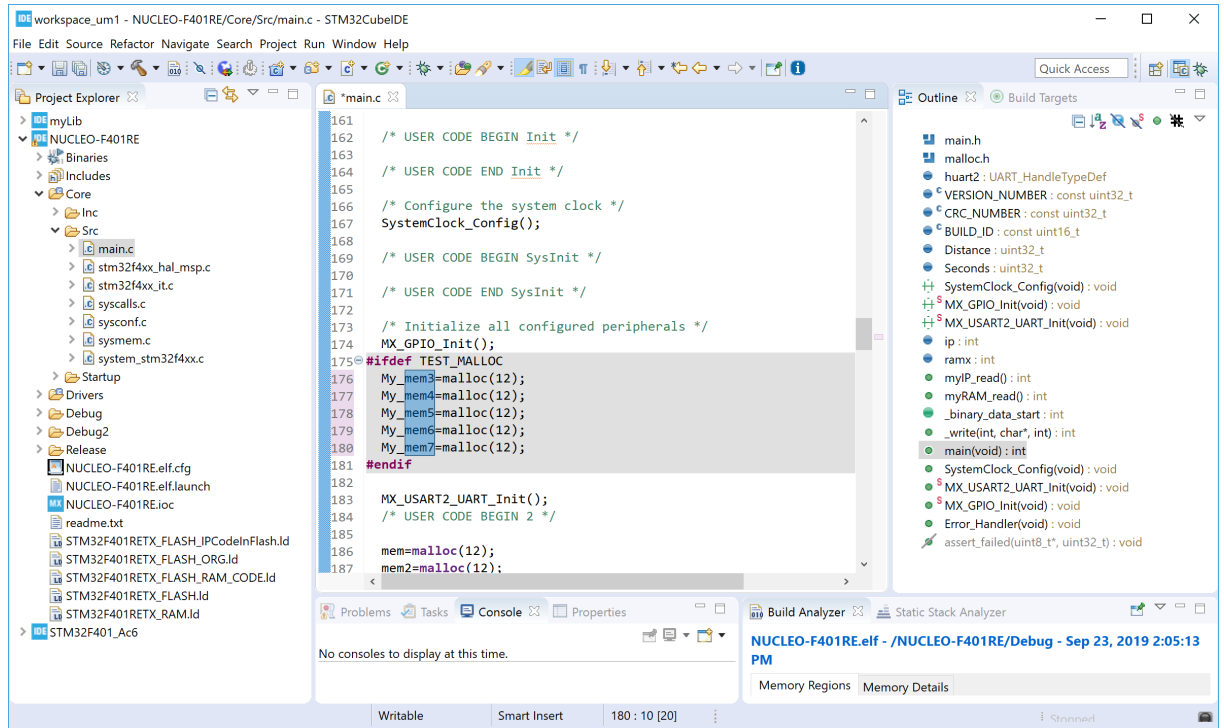 workspace_um1 - NUCLEO-F401RE/Core/Src/main.c - STM32CubeIDE
File Edit Source Refactor Navigate Search Project Run Window Help
Quick Access
Project Explorer
myLib
NUCLEO-F401RE
Binaries
Includes
Core
Inc
Src
main.c
stm32f4xx_hal_msp.c
stm32f4xx_it.c
syscalls.c
sysconf.c
sysmem.c
system_stm32f4xx.c
Startup
Drivers
Debug
Debug2
Release
NUCLEO-F401RE.elf.cfg
NUCLEO-F401RE.elf.launch
NUCLEO-F401RE.ioc
readme.txt
STM32F401RETX_FLASH_IPCodeInFlash.ld
STM32F401RETX_FLASH_ORG.ld
STM32F401RETX_FLASH_RAM_CODE.ld
STM32F401RETX_FLASH.ld
STM32F401RETX_RAM.ld
STM32F401_Ac6
*main.c
161
162 /* USER CODE BEGIN Init */
163
164 /* USER CODE END Init */
165
166 /* Configure the system clock */
167 SystemClock_Config();
168
169 /* USER CODE BEGIN SysInit */
170
171 /* USER CODE END SysInit */
172
173 /* Initialize all configured peripherals */
174 MX_GPIO_Init();
175 #ifdef TEST_MALLOC
176 My_mem3=malloc(12);
177 My_mem4=malloc(12);
178 My_mem5=malloc(12);
179 My_mem6=malloc(12);
180 My_mem7=malloc(12);
181 #endif
182
183 MX_USART2_UART_Init();
184 /* USER CODE BEGIN 2 */
185
186 mem=malloc(12);
187 mem2=malloc(12);
Outline Build Targets
main.h
malloc.h
huart2 : UART_HandleTypeDef
VERSION_NUMBER : const uint32_t
CRC_NUMBER : const uint32_t
BUILD_ID : const uint16_t
Distance : uint32_t
Seconds : uint32_t
SystemClock_Config(void) : void
MX_GPIO_Init(void) : void
MX_USART2_UART_Init(void) : void
ip : int
ramx : int
myIP_read() : int
myRAM_read() : int
_binary_data_start : int
_write(int, char*, int) : int
main(void) : int
SystemClock_Config(void) : void
MX_USART2_UART_Init(void) : void
MX_GPIO_Init(void) : void
Error_Handler(void) : void
assert_failed(uint8_t*, uint32_t) : void
Problems Tasks Console Properties
No consoles to display at this time.
Build Analyzer Static Stack Analyzer
NUCLEO-F401RE.elf - /NUCLEO-F401RE/Debug - Sep 23, 2019 2:05:13
PM
Memory Regions Memory Details
Writable Smart Insert 180 : 10 [20] Stopped